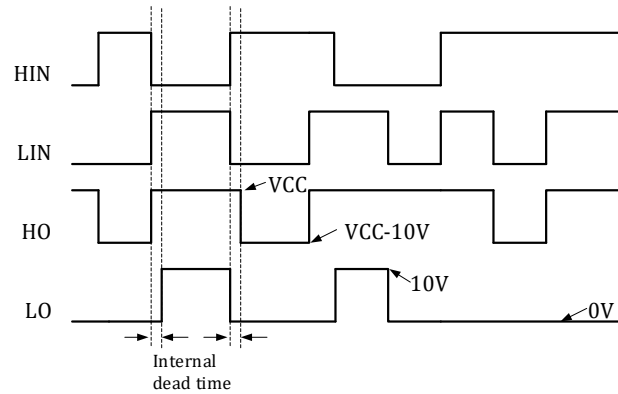 HIN
LIN
VCC
HO
VCC-10V
10V
LO
0V
Internal
dead time